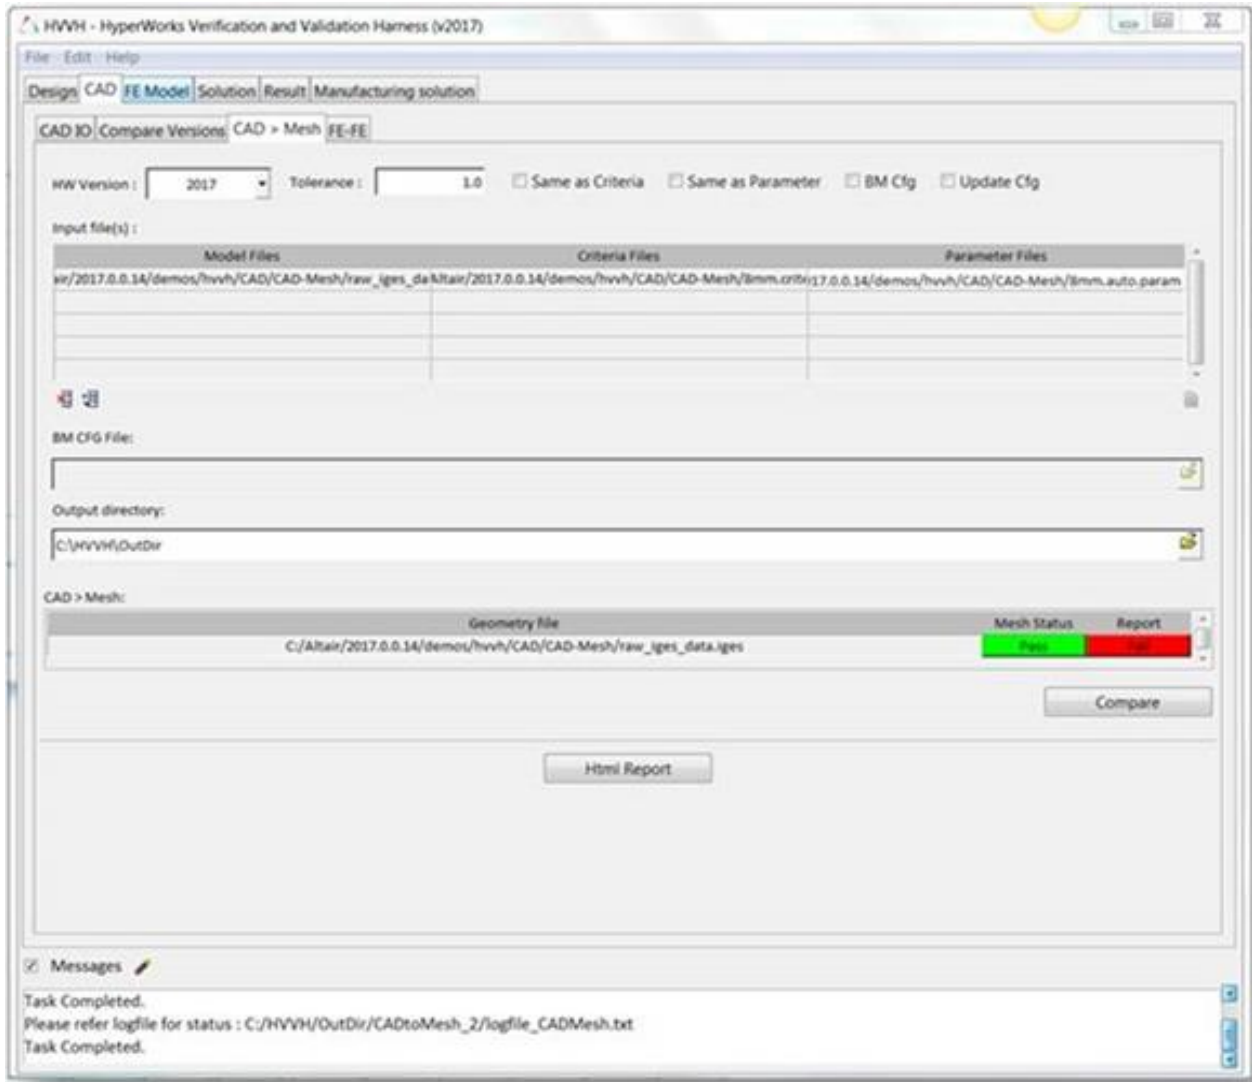 HVVH - HyperWorks Verification and Validation Harness (v2017)
File Edit Help
Design CAD FE Model Solution Result Manufacturing solution
CAD IO Compare Versions CAD > Mesh FE-FE
HW Version : 2017 Tolerance : 1.0 Same as Criteria Same as Parameter BM Cfg Update Cfg
Input file(s) :
Model Files Criteria Files Parameter Files
air/2017.0.0.14/demos/hvvh/CAD/CAD-Mesh/raw_iges_da Altair/2017.0.0.14/demos/hvvh/CAD/CAD-Mesh/8mm.crite 17.0.0.14/demos/hvvh/CAD/CAD-Mesh/8mm.auto.param
BM CFG File:
Output directory:
C:\HVVH\OutDir
CAD > Mesh:
Geometry file Mesh Status Report
C:/Altair/2017.0.0.14/demos/hvvh/CAD/CAD-Mesh/raw_iges_data.iges Pass Fail
Compare
Html Report
Messages
Task Completed.
Please refer logfile for status : C:/HVVH/OutDir/CADtoMesh_2/logfile_CADMesh.txt
Task Completed.